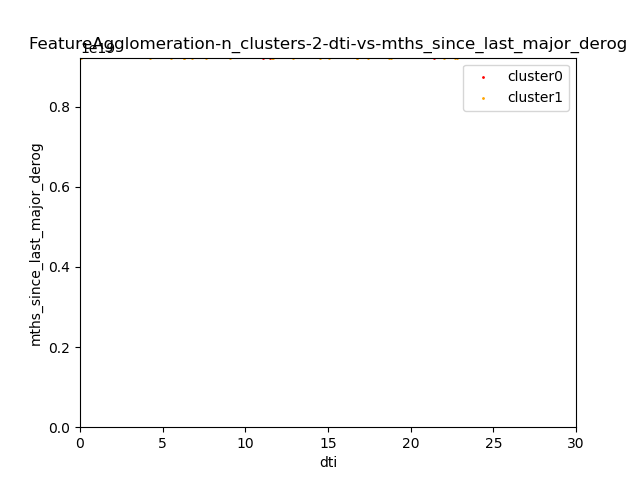 FeatureAgglomeration-n_clusters-2-dti-vs-mths_since_last_major_derog
1e19
cluster0
cluster1
0.8
0.6
0.4
0.2
0.0
mths_since_last_major_derog
0 5 10 15 20 25 30
dti